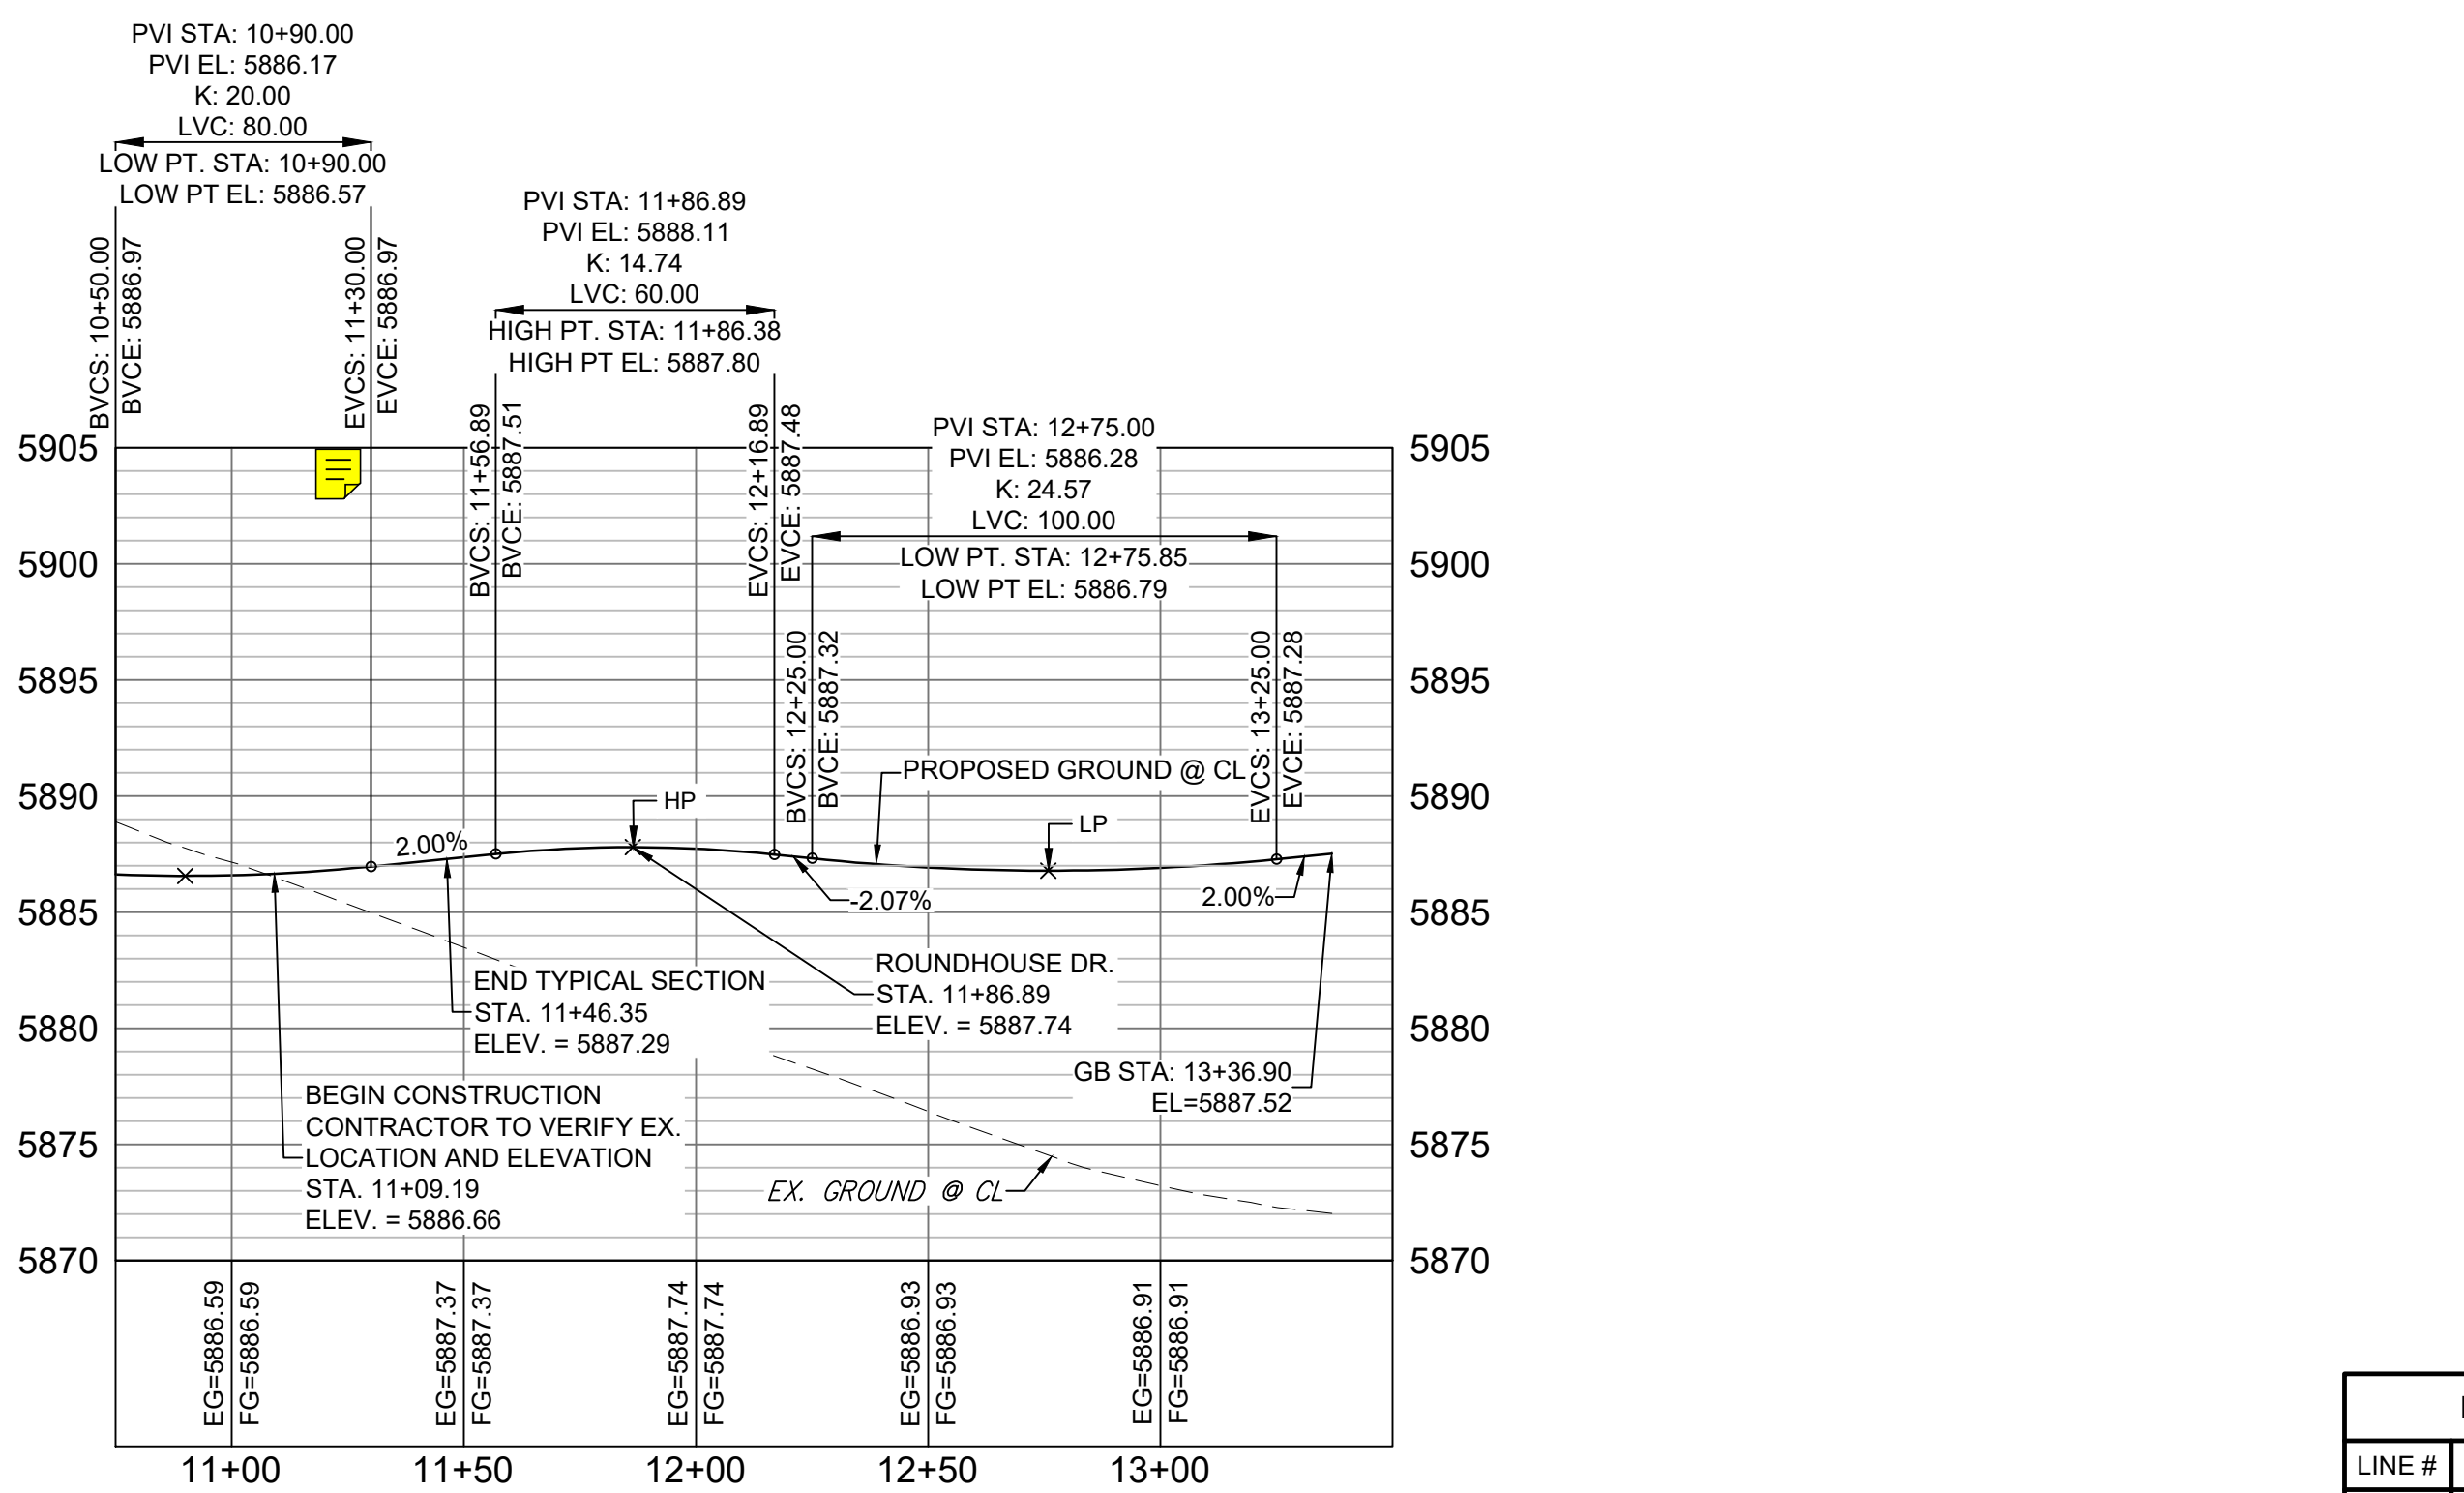 PVI STA: 10+90.00
PVI EL: 5886.17
K: 20.00
LVC: 80.00
LOW PT. STA: 10+90.00
LOW PT EL: 5886.57
BVCS: 10+50.00
BVCE: 5886.97
EVCS: 11+30.00
EVCE: 5886.97
PVI STA: 11+86.89
PVI EL: 5888.11
K: 14.74
LVC: 60.00
HIGH PT. STA: 11+86.38
HIGH PT EL: 5887.80
BVCS: 11+56.89
BVCE: 5887.51
EVCS: 12+16.89
EVCE: 5887.48
PVI STA: 12+75.00
PVI EL: 5886.28
K: 24.57
LVC: 100.00
LOW PT. STA: 12+75.85
LOW PT EL: 5886.79
BVCS: 12+25.00
BVCE: 5887.32
EVCS: 13+25.00
EVCE: 5887.28
5905
5905
5900
5900
5895
5895
5890
5890
5885
5885
5880
5880
5875
5875
5870
5870
PROPOSED GROUND @ CL
HP
LP
2.00%
-2.07%
2.00%
END TYPICAL SECTION
STA. 11+46.35
ELEV. = 5887.29
ROUNDHOUSE DR.
STA. 11+86.89
ELEV. = 5887.74
GB STA: 13+36.90
EL=5887.52
BEGIN CONSTRUCTION
CONTRACTOR TO VERIFY EX.
LOCATION AND ELEVATION
STA. 11+09.19
ELEV. = 5886.66
EX. GROUND @ CL
EG=5886.59
FG=5886.59
EG=5887.37
FG=5887.37
EG=5887.74
FG=5887.74
EG=5886.93
FG=5886.93
EG=5886.91
FG=5886.91
11+00
11+50
12+00
12+50
13+00
LINE #